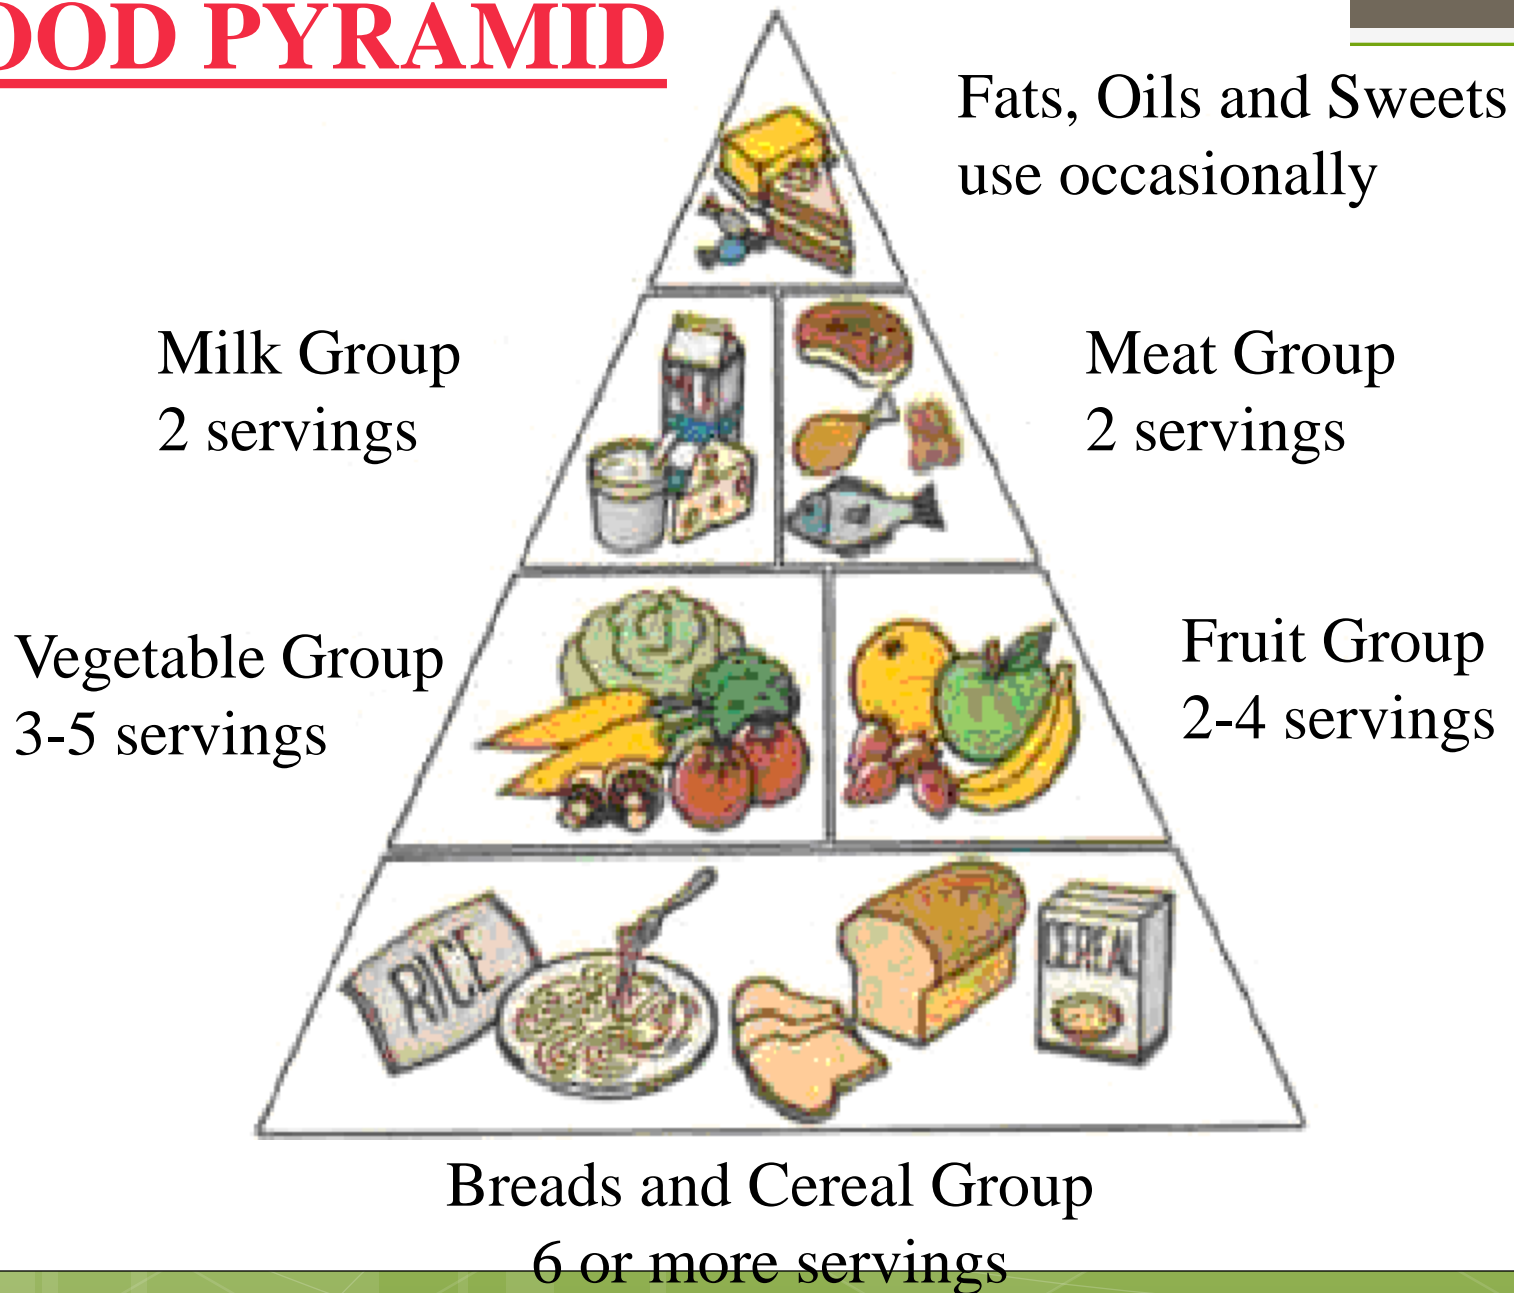 OOD PYRAMID
Fats, Oils and Sweets
use occasionally
Milk Group
2 servings
Meat Group
2 servings
Vegetable Group
3-5 servings
Fruit Group
2-4 servings
RICE
CEREAL
Breads and Cereal Group
6 or more servings